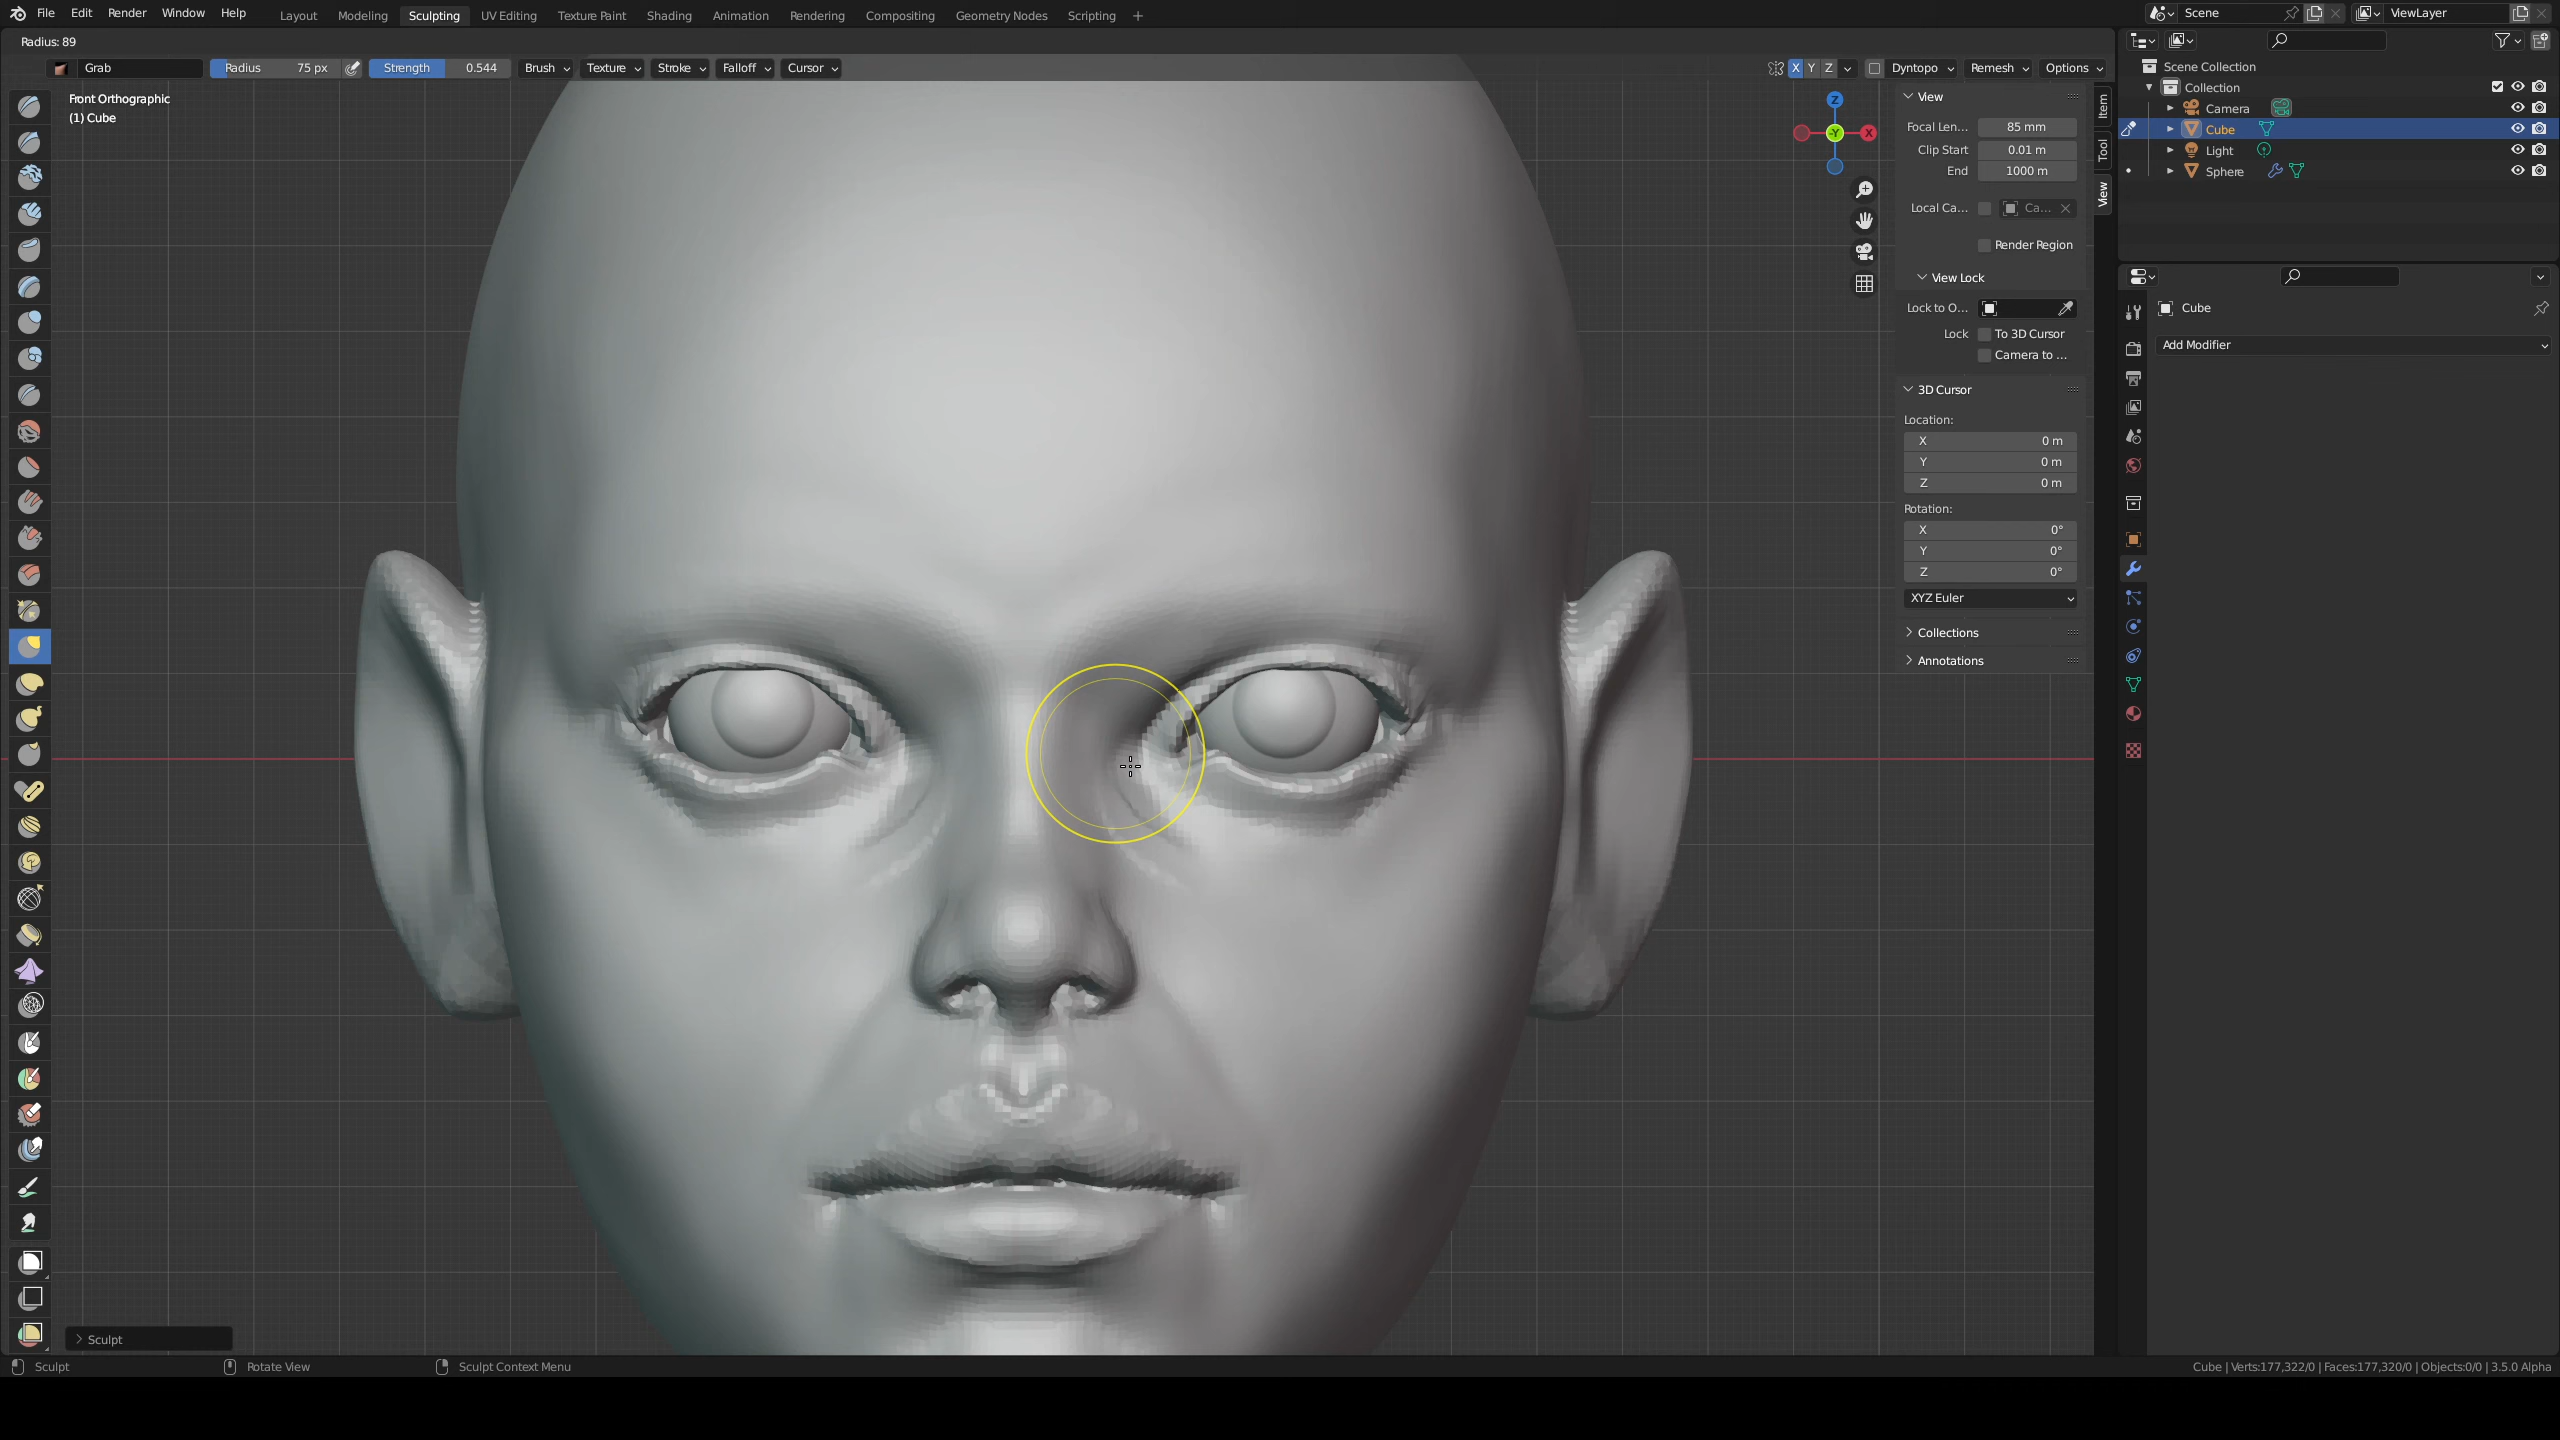 File Edit Render Window Help Layout Modeling Sculpting UV Editing Texture Paint Shading Animation Rendering Compositing Geometry Nodes Scripting + Scene ViewLayer
Radius: 89
Grab Radius 75 px Strength 0.544 Brush Texture Stroke Falloff Cursor X Y Z Dyntopo Remesh Options
Front Orthographic
(1) Cube
Z
-Y X
View
Focal Len... 85 mm
Clip Start 0.01 m
End 1000 m
Local Ca... Ca...
Render Region
View Lock
Lock to O...
Lock To 3D Cursor
Camera to ...
3D Cursor
Location:
X 0 m
Y 0 m
Z 0 m
Rotation:
X 0°
Y 0°
Z 0°
XYZ Euler
Collections
Annotations
Item
Tool
View
Scene Collection
Collection
Camera
Cube
Light
Sphere
Cube
Add Modifier
Sculpt
Sculpt Rotate View Sculpt Context Menu Cube | Verts:177,322/0 | Faces:177,320/0 | Objects:0/0 | 3.5.0 Alpha